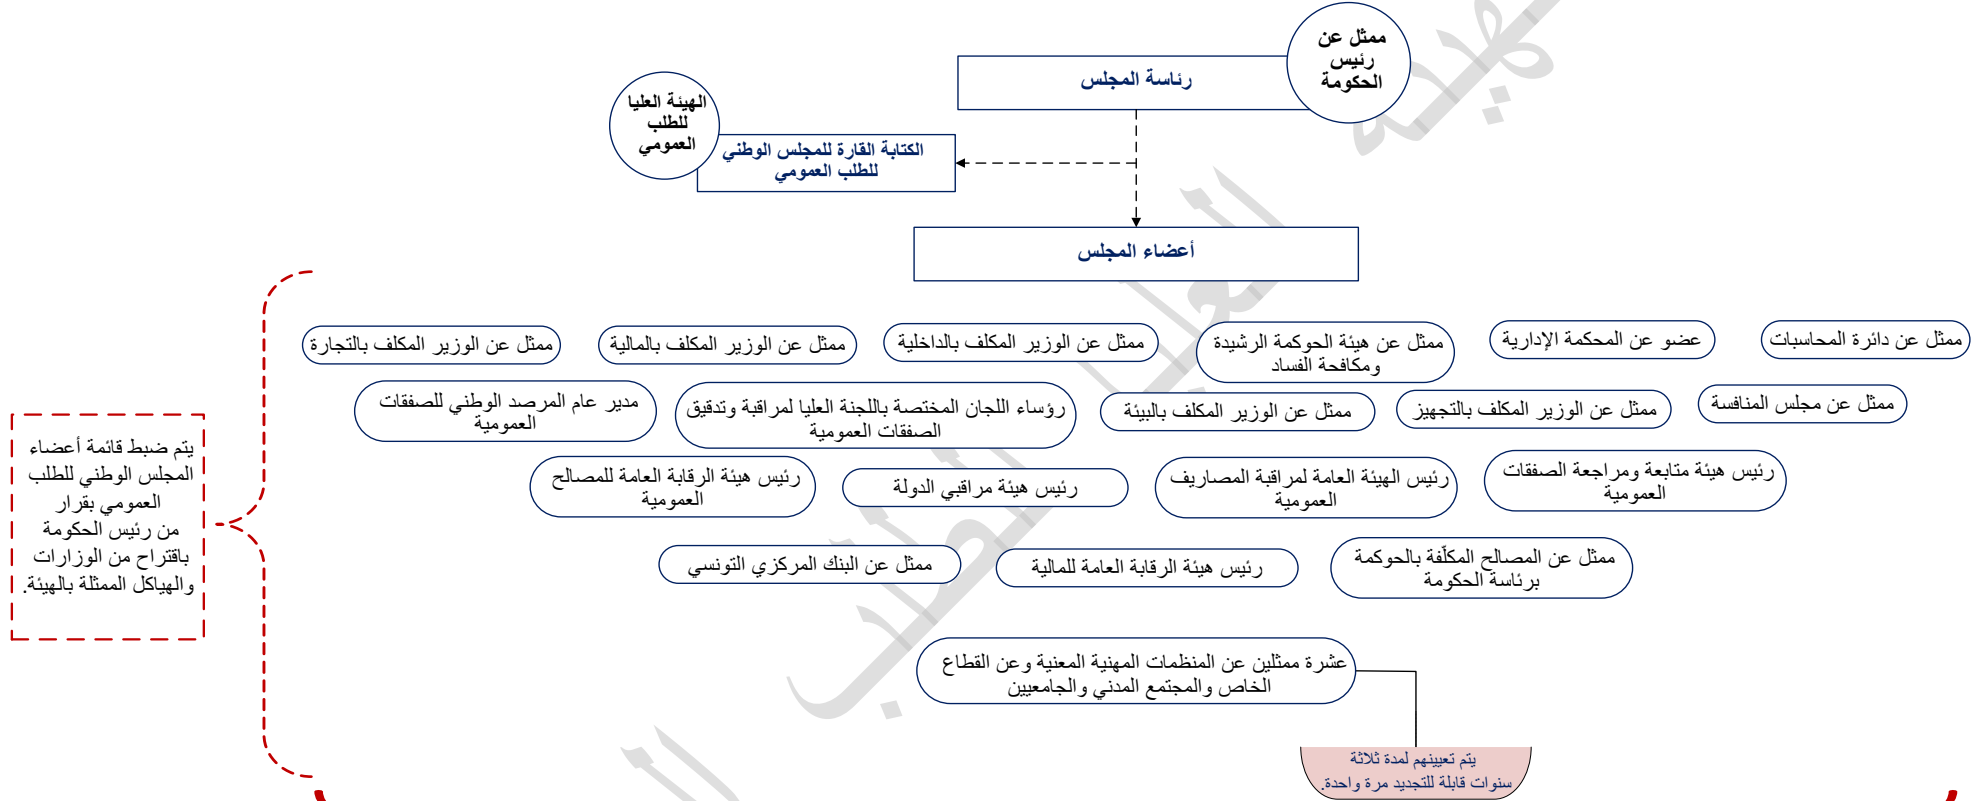 ممثل عن
رئيس
الحكومة
رئاسة المجلس
الهيئة العليا
للطلب
العمومي
الكتابة القارة للمجلس الوطني
للطلب العمومي
أعضاء المجلس
ممثل عن دائرة المحاسبات
عضو عن المحكمة الإدارية
ممثل عن هيئة الحوكمة الرشيدة
ومكافحة الفساد
ممثل عن الوزير المكلف بالداخلية
ممثل عن الوزير المكلف بالمالية
ممثل عن الوزير المكلف بالتجارة
ممثل عن مجلس المنافسة
ممثل عن الوزير المكلف بالتجهيز
ممثل عن الوزير المكلف بالبيئة
رؤساء اللجان المختصة باللجنة العليا لمراقبة وتدقيق
الصفقات العمومية
مدير عام المرصد الوطني للصفقات
العمومية
رئيس هيئة متابعة ومراجعة الصفقات
العمومية
رئيس الهيئة العامة لمراقبة المصاريف
العمومية
رئيس هيئة مراقبي الدولة
رئيس هيئة الرقابة العامة للمصالح
العمومية
ممثل عن المصالح المكلّفة بالحوكمة
برئاسة الحكومة
رئيس هيئة الرقابة العامة للمالية
ممثل عن البنك المركزي التونسي
عشرة ممثلين عن المنظمات المهنية المعنية وعن القطاع
الخاص والمجتمع المدني والجامعيين
يتم تعيينهم لمدة ثلاثة
سنوات قابلة للتجديد مرة واحدة.
يتم ضبط قائمة أعضاء
المجلس الوطني للطلب
العمومي بقرار
من رئيس الحكومة
باقتراح من الوزارات
والهياكل الممثلة بالهيئة.